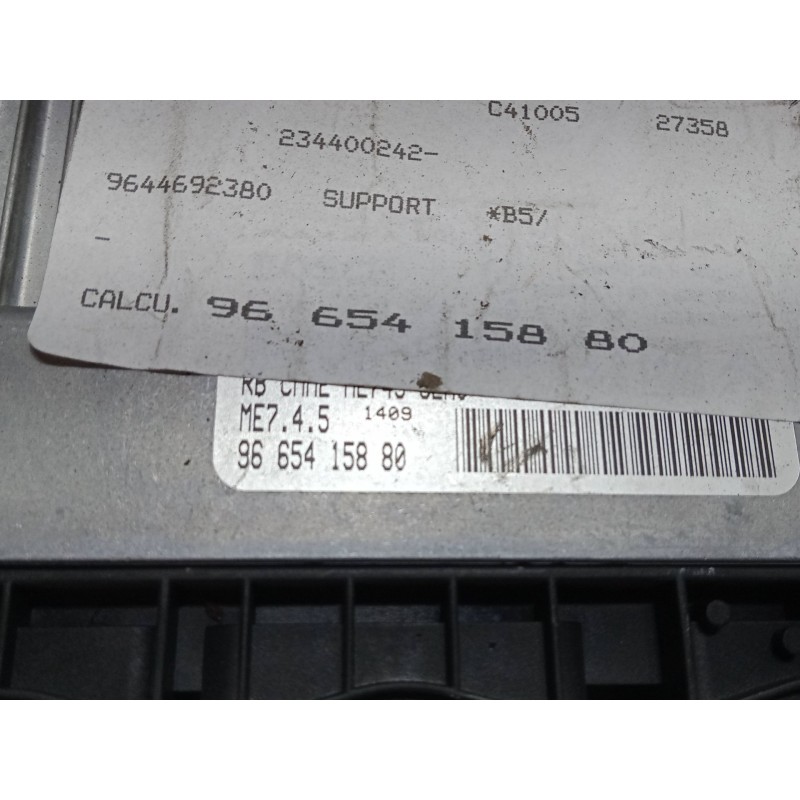 C41005 27358
234400242-
9644692380 SUPPORT *B5/
-
CALCU. 96 654 158 80
RB
ME7.4.5 1409
96 654 158 80